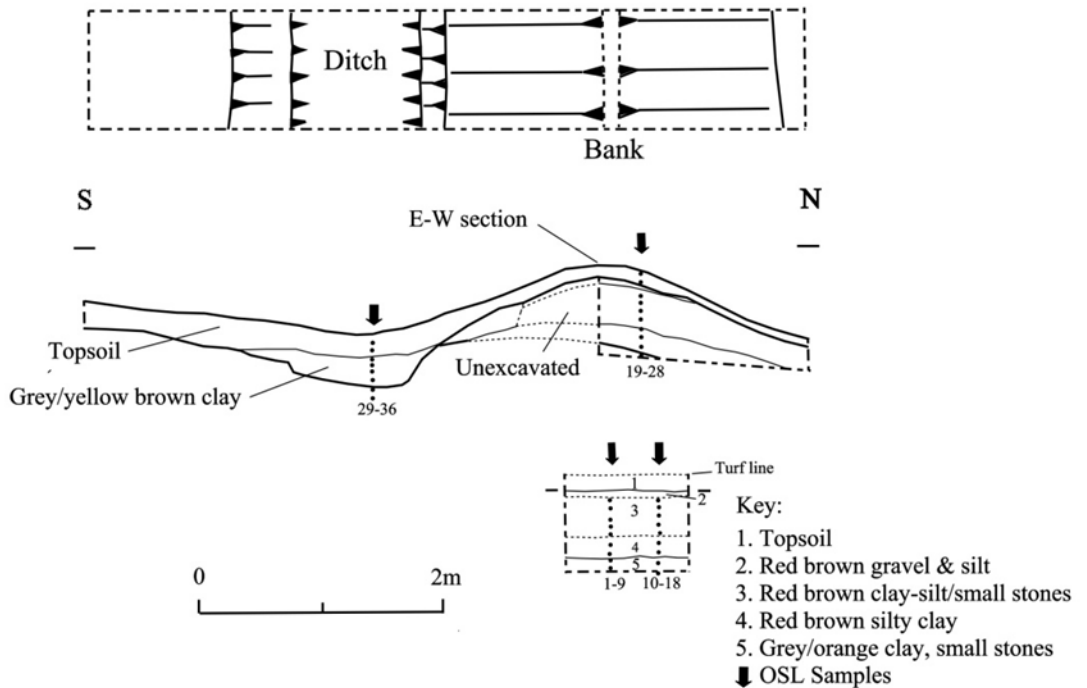 Ditch
Bank
S
N
E-W section
Topsoil
Unexcavated
Grey/yellow brown clay
19-28
29-36
Turf line
1
2
3
4
5
1-9 10-18
0 2m
Key:
1. Topsoil
2. Red brown gravel & silt
3. Red brown clay-silt/small stones
4. Red brown silty clay
5. Grey/orange clay, small stones
OSL Samples